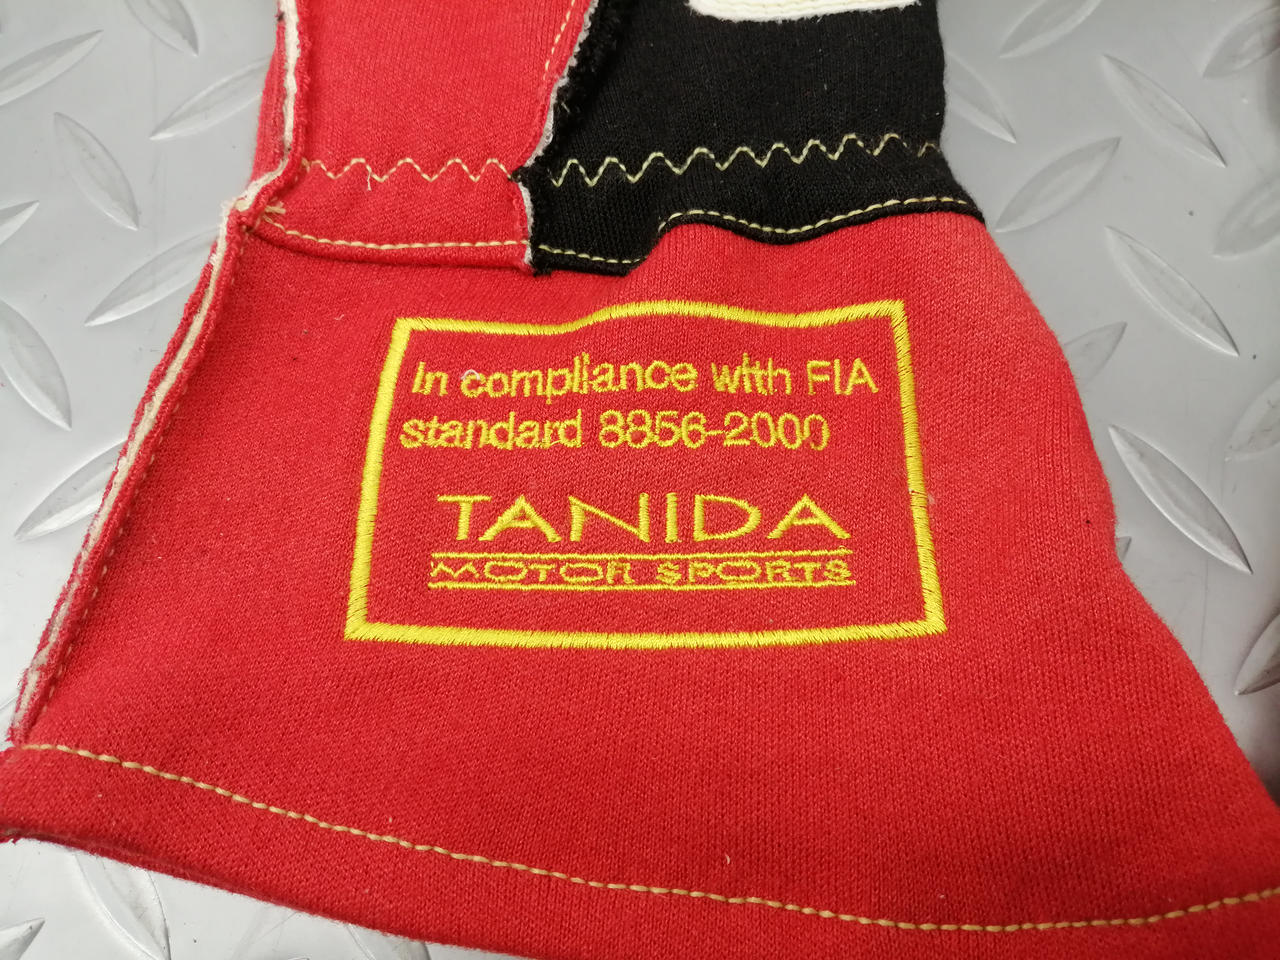 In compliance with FIA
standard 8856-2000
TANIDA
MOTOR SPORTS